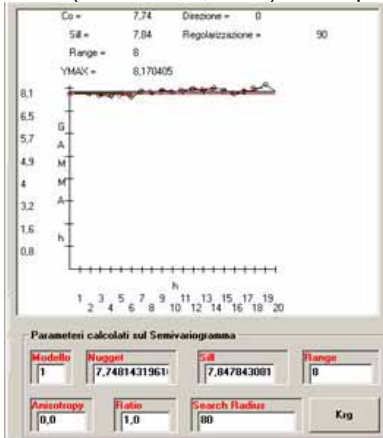 Co = 7,74 Direzione = 0
Sill = 7,84 Regolarizzazione = 90
Range = 8
YMAX = 8,170405
8,1
6,5
5,7
4,9
4
3,2
1,6
0,8
G
A
M
M
A
h
h
1 3 5 7 9 11 13 15 17 19
2 4 6 8 10 12 14 16 18 20
Parametri calcolati sul Semivariogramma
Modello Nugget Sill Range
1 7,7481431961 7,847843081 8
Anisotropy Ratio Search Radius
0,0 1,0 80 Krg